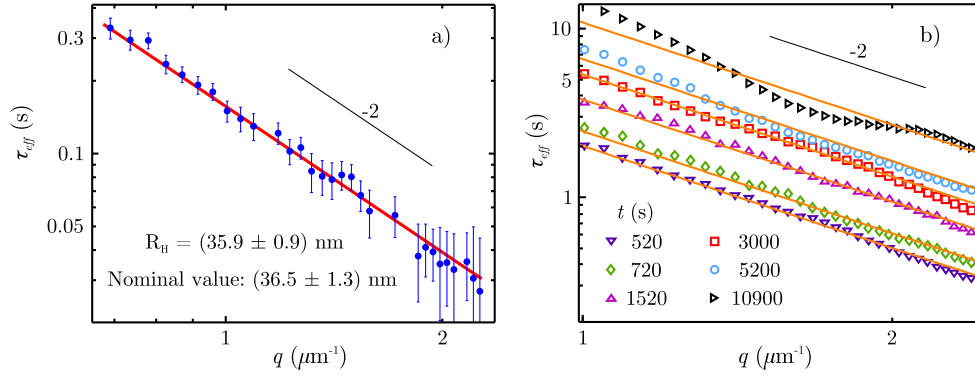 a)
0.3
0.1
0.05
τeff (s)
-2
R_H = (35.9 ± 0.9) nm
Nominal value: (36.5 ± 1.3) nm
1
2
q (μm⁻¹)
b)
10
5
1
τeff (s)
-2
t (s)
520
3000
720
5200
1520
10900
1
2
q (μm⁻¹)